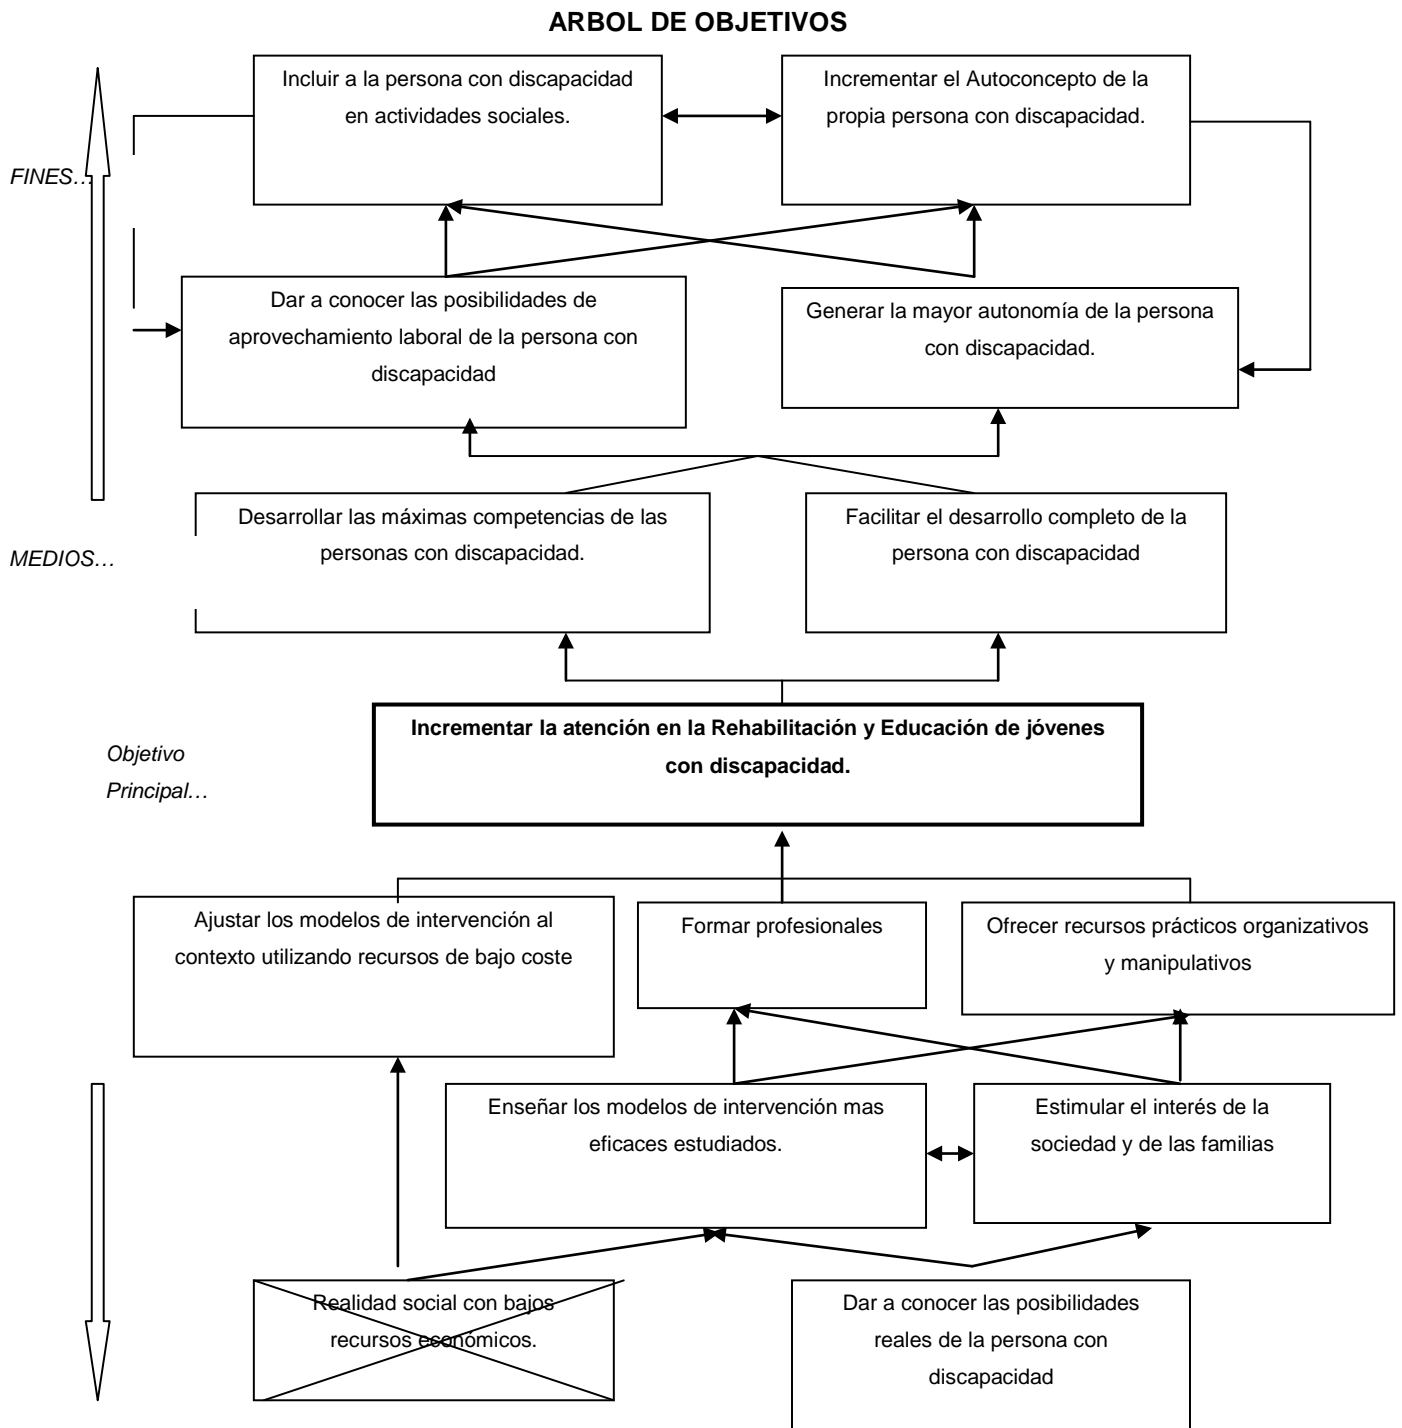 ARBOL DE OBJETIVOS
Incluir a la persona con discapacidad
en actividades sociales.
Incrementar el Autoconcepto de la
propia persona con discapacidad.
FINES…
Dar a conocer las posibilidades de
aprovechamiento laboral de la persona con
discapacidad
Generar la mayor autonomía de la persona
con discapacidad.
MEDIOS…
Desarrollar las máximas competencias de las
personas con discapacidad.
Facilitar el desarrollo completo de la
persona con discapacidad
Objetivo
Principal…
Incrementar la atención en la Rehabilitación y Educación de jóvenes
con discapacidad.
Ajustar los modelos de intervención al
contexto utilizando recursos de bajo coste
Formar profesionales
Ofrecer recursos prácticos organizativos
y manipulativos
Enseñar los modelos de intervención mas
eficaces estudiados.
Estimular el interés de la
sociedad y de las familias
Realidad social con bajos
recursos económicos.
Dar a conocer las posibilidades
reales de la persona con
discapacidad